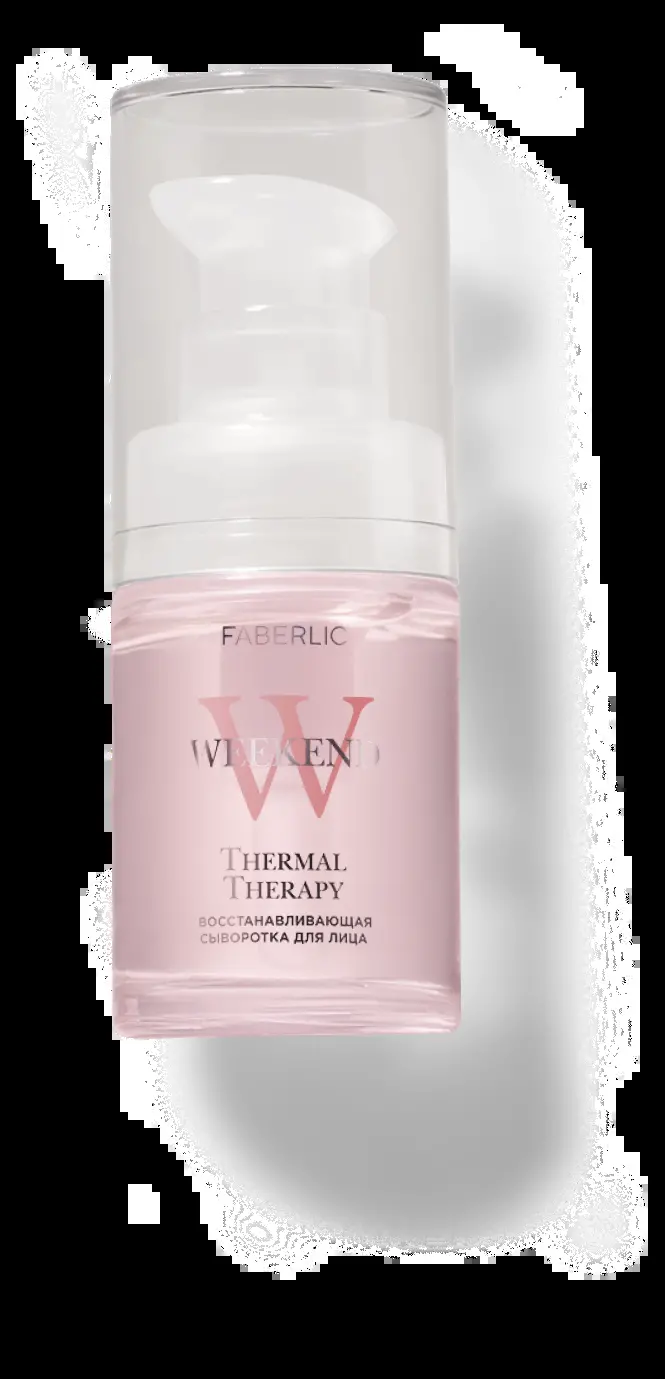 FABERLIC
W
WEEKEND
THERMAL
THERAPY
ВОССТАНАВЛИВАЮЩАЯ
СЫВОРОТКА ДЛЯ ЛИЦА